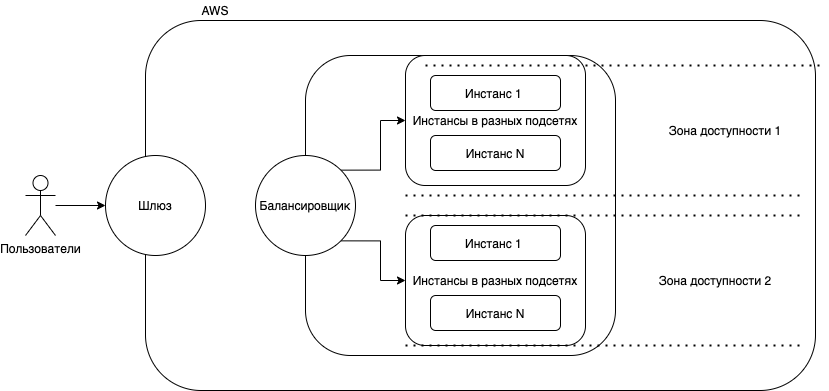 AWS
Инстанс 1
Инстансы в разных подсетях
Инстанс N
Зона доступности 1
Шлюз
Балансировщик
Пользователи
Инстанс 1
Инстансы в разных подсетях
Инстанс N
Зона доступности 2